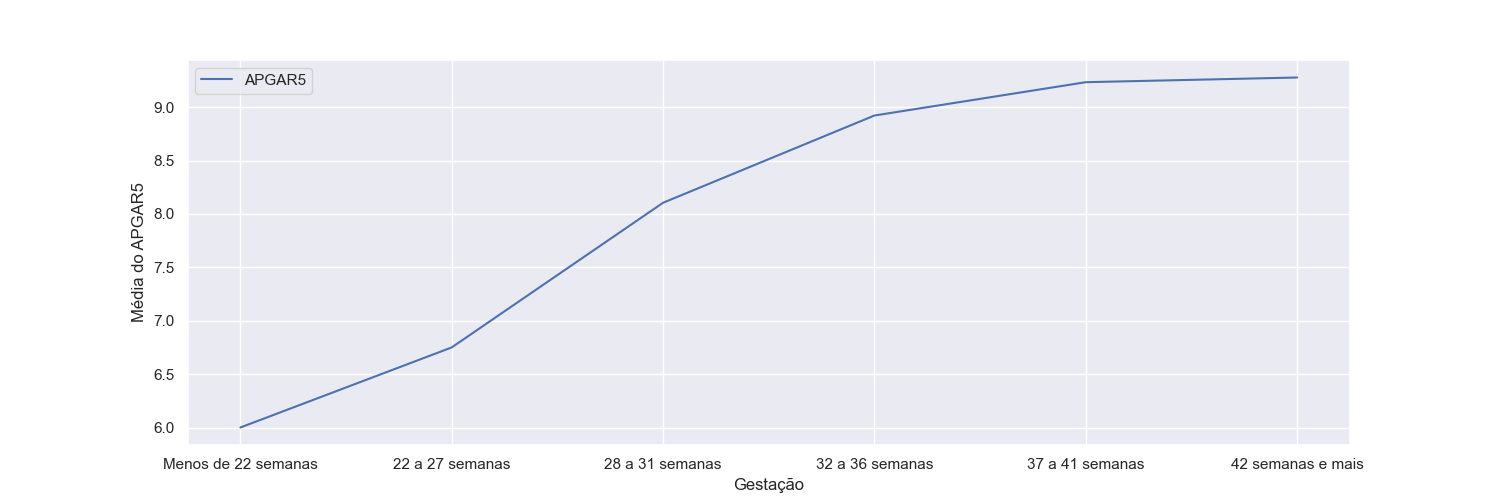 APGAR5
Média do APGAR5
9.0
8.5
8.0
7.5
7.0
6.5
6.0
Menos de 22 semanas
22 a 27 semanas
28 a 31 semanas
32 a 36 semanas
37 a 41 semanas
42 semanas e mais
Gestação